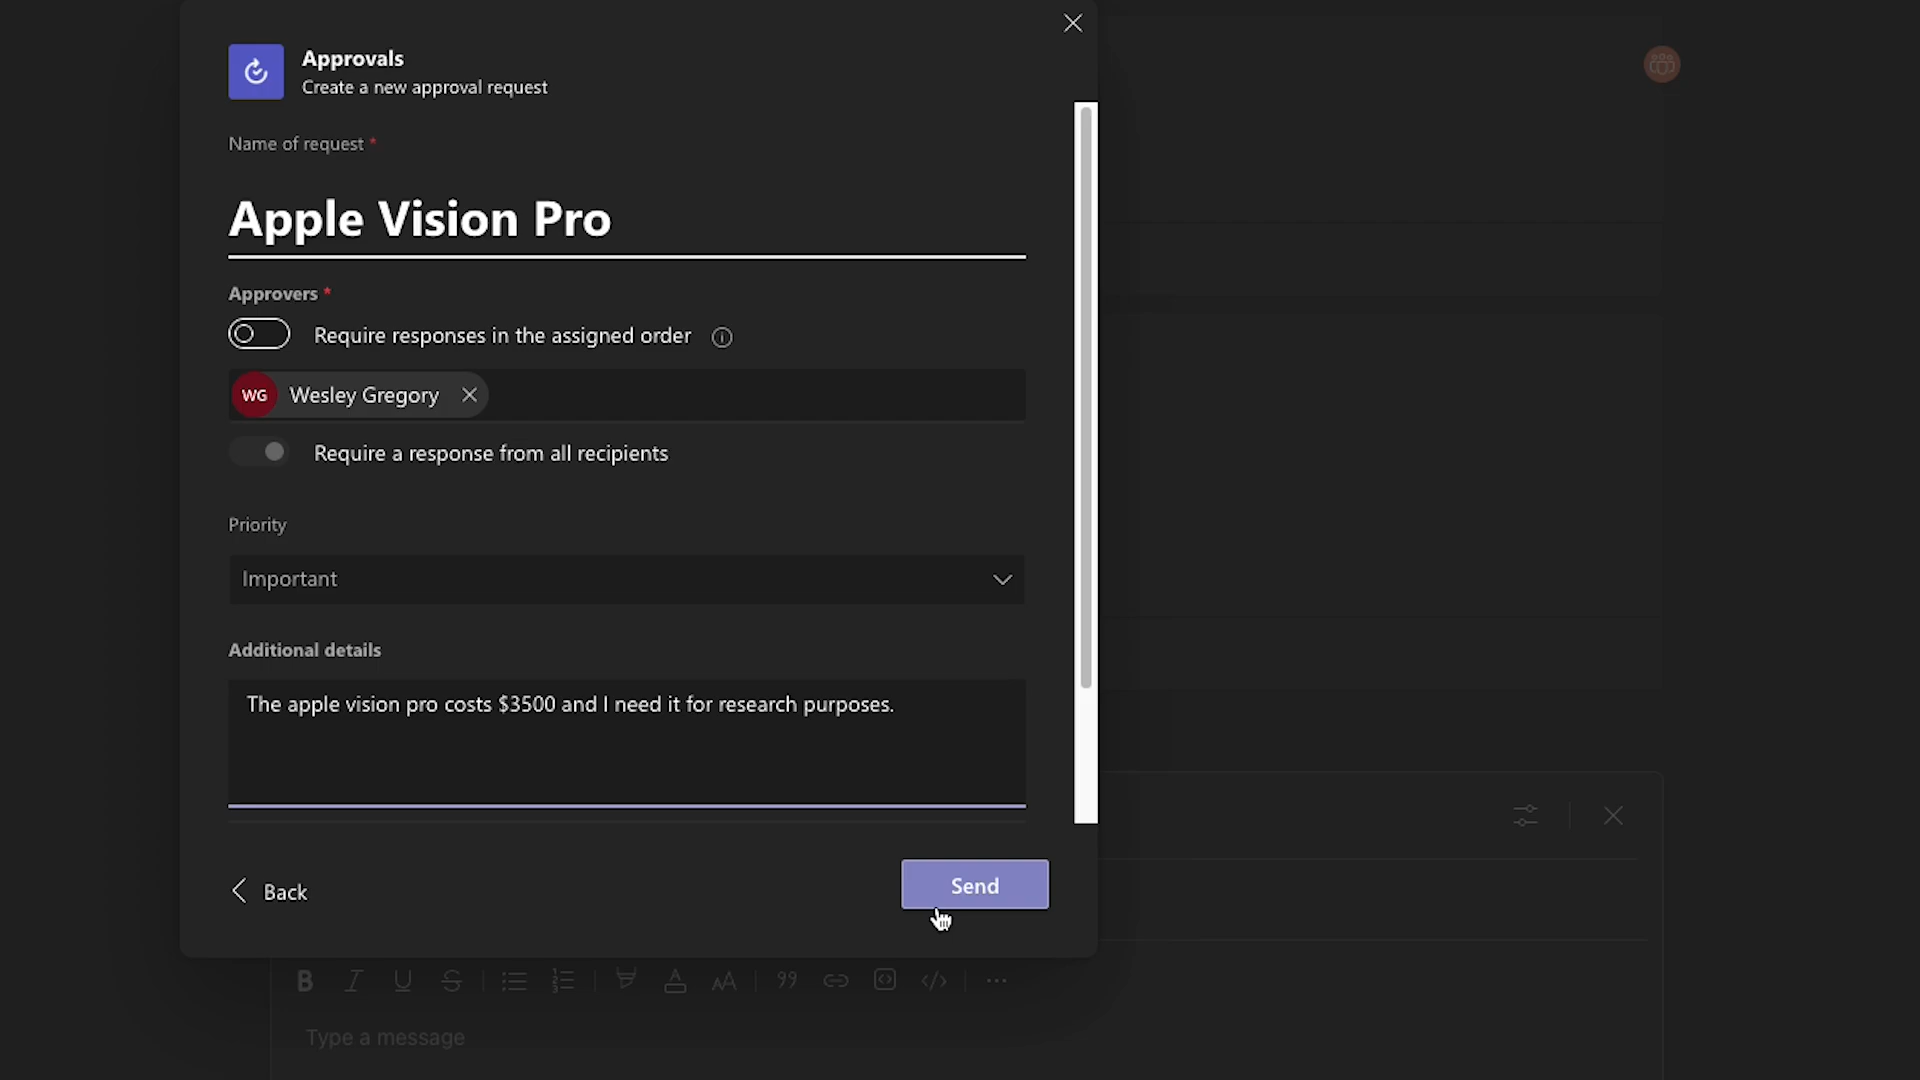 Approvals
Create a new approval request
Name of request *
Apple Vision Pro
Approvers *
Require responses in the assigned order
WG Wesley Gregory
Require a response from all recipients
Priority
Important
Additional details
The apple vision pro costs $3500 and I need it for research purposes.
Back
Send
Type a message